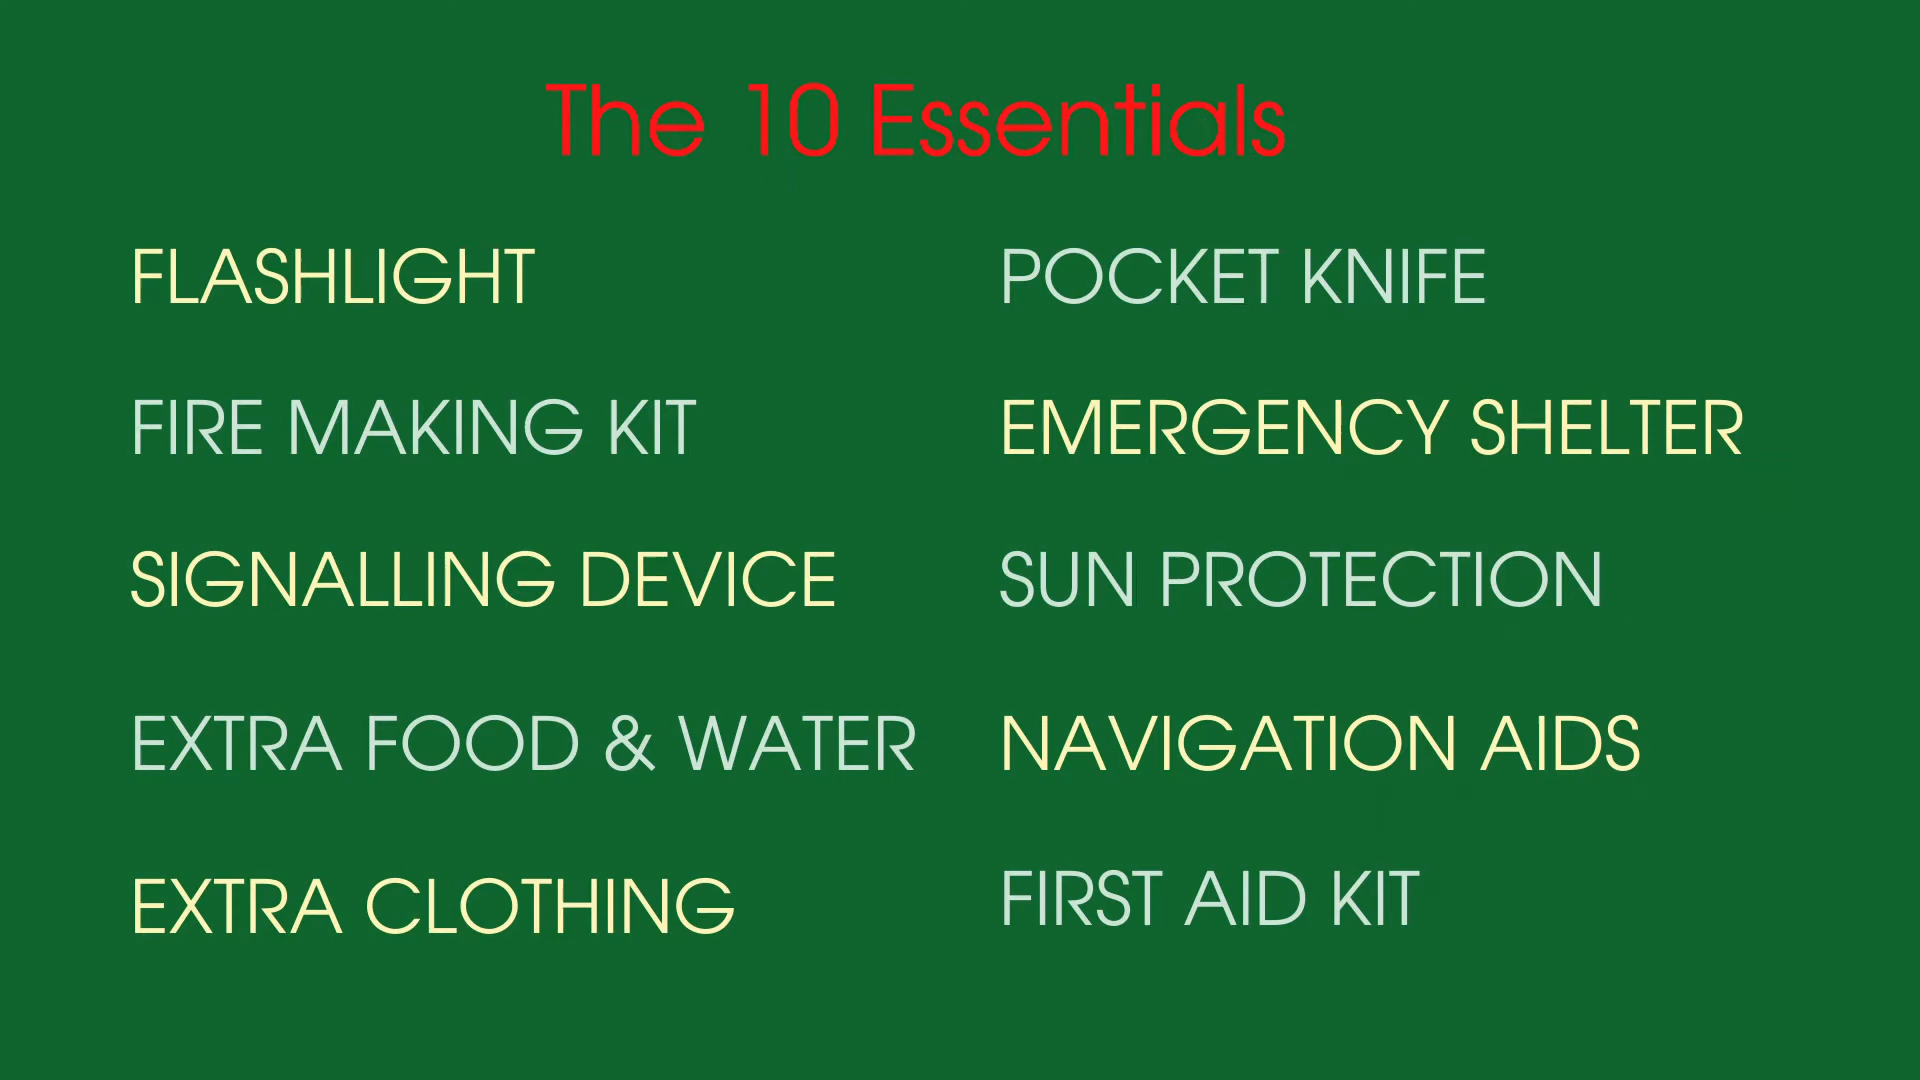 The 10 Essentials
FLASHLIGHT
FIRE MAKING KIT
SIGNALLING DEVICE
EXTRA FOOD & WATER
EXTRA CLOTHING
POCKET KNIFE
EMERGENCY SHELTER
SUN PROTECTION
NAVIGATION AIDS
FIRST AID KIT